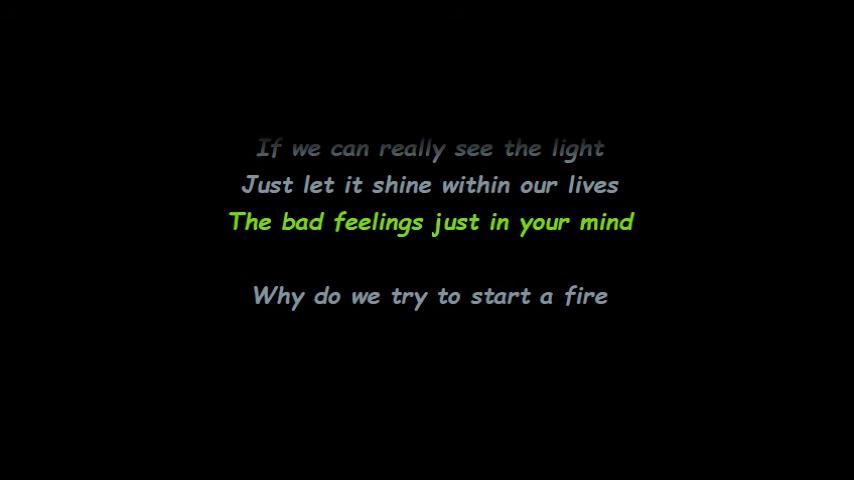 If we can really see the light
Just let it shine within our lives
The bad feelings just in your mind
Why do we try to start a fire